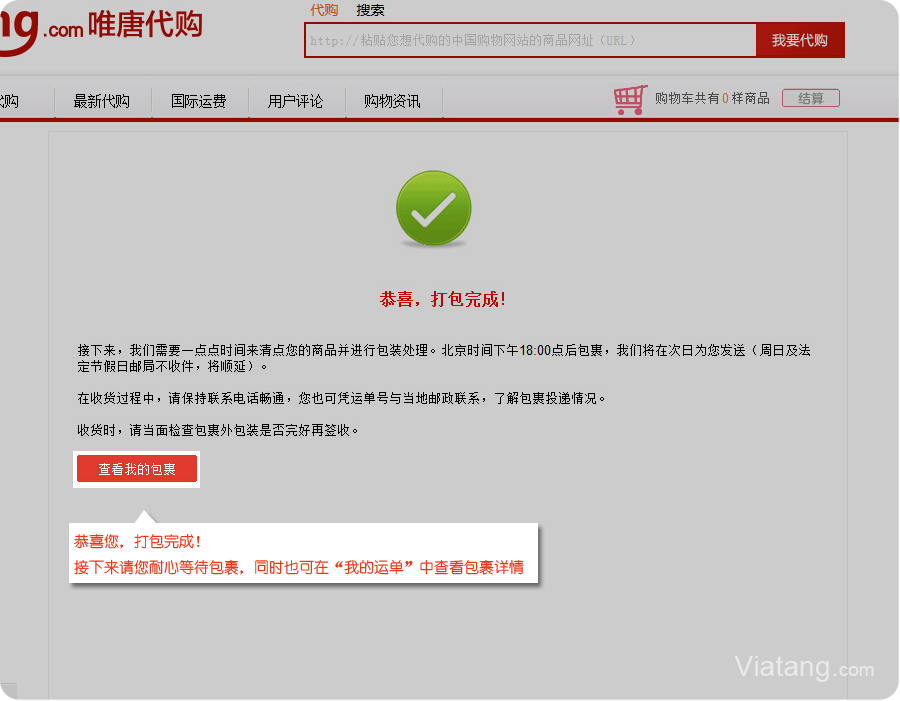 ng.com 唯唐代购
代购 搜索
http://粘贴您想代购的中国购物网站的商品网址（URL） 我要代购
代购 最新代购 国际运费 用户评论 购物资讯 购物车共有0样商品 结算
恭喜，打包完成！
接下来，我们需要一点点时间来清点您的商品并进行包装处理。北京时间下午18:00点后包裹，我们将在次日为您发送（周日及法
定节假日邮局不收件，将顺延）。
在收货过程中，请保持联系电话畅通，您也可凭运单号与当地邮政联系，了解包裹投递情况。
收货时，请当面检查包裹外包装是否完好再签收。
查看我的包裹
恭喜您，打包完成！
接下来请您耐心等待包裹，同时也可在“我的运单”中查看包裹详情
Viatang.com